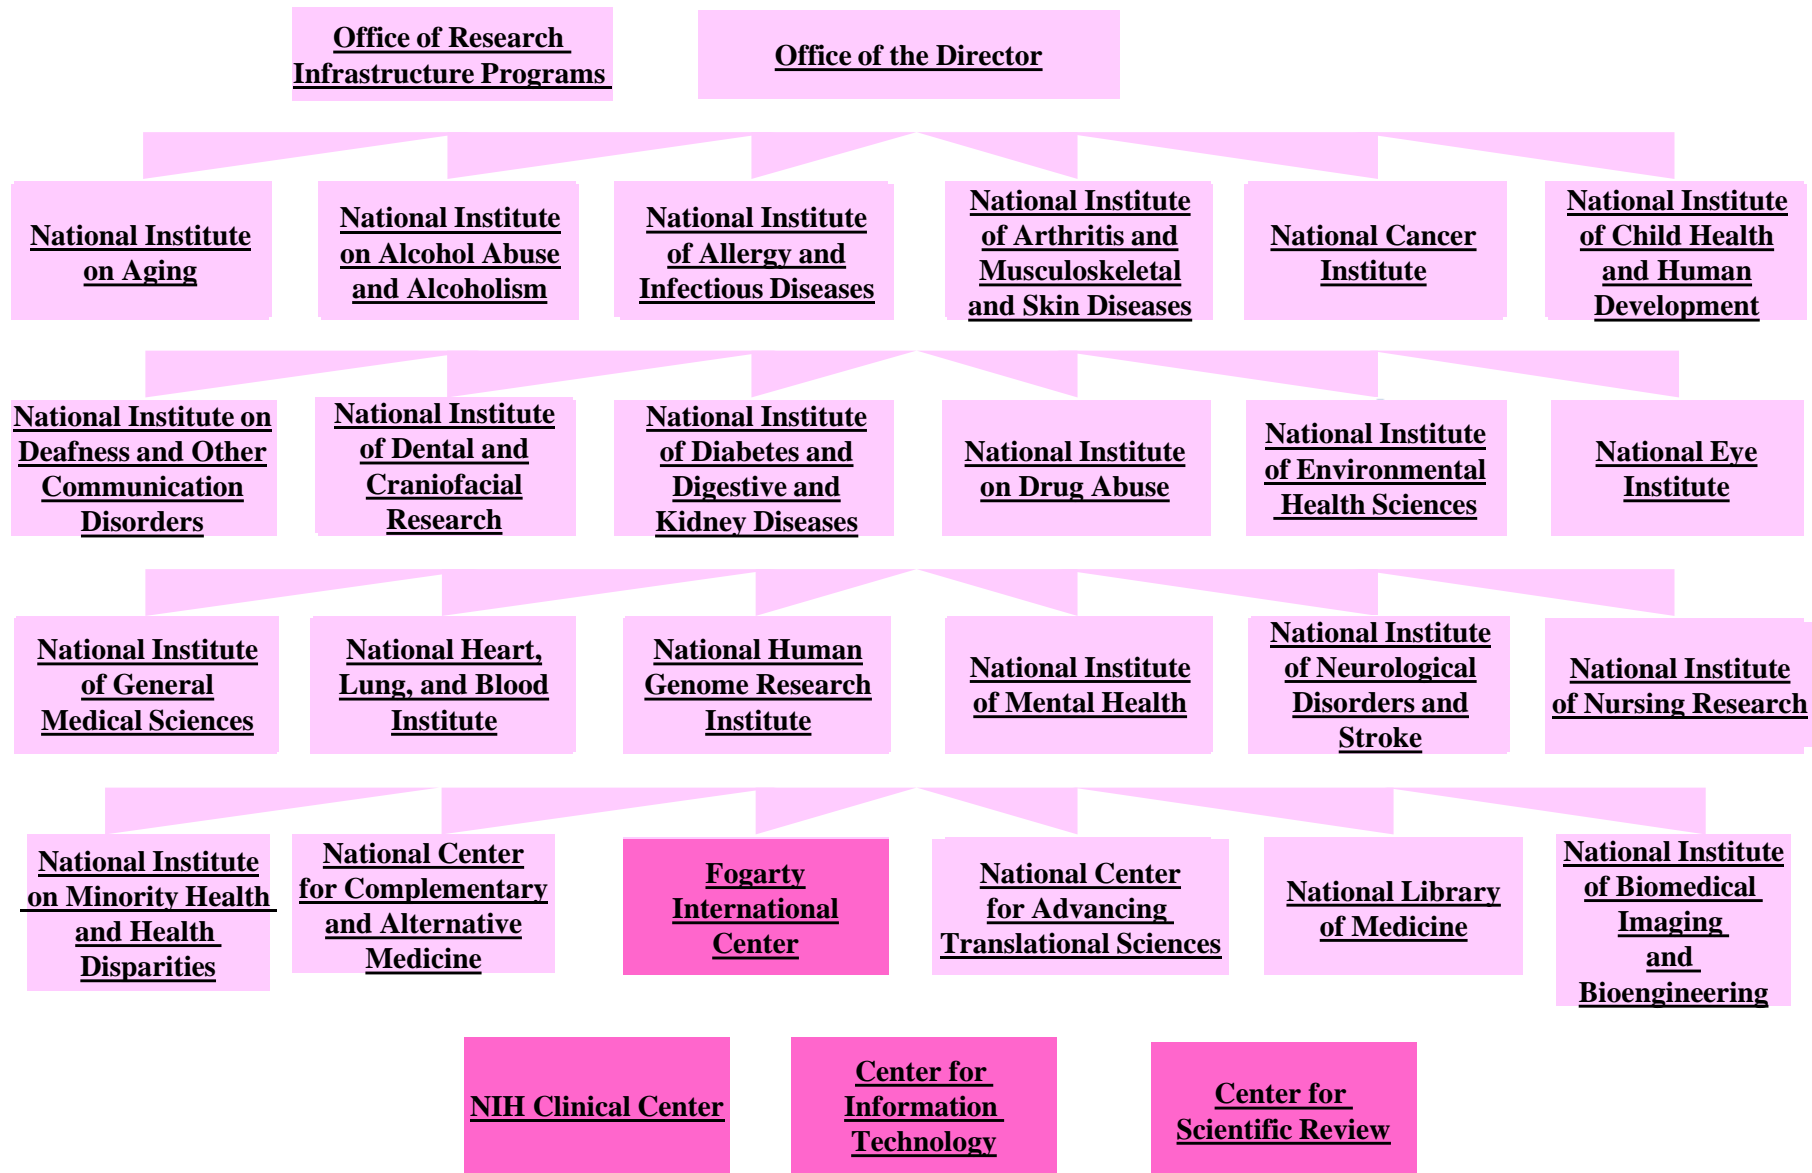 Office of Research
Infrastructure Programs
Office of the Director
National Institute
on Aging
National Institute
on Alcohol Abuse
and Alcoholism
National Institute
of Allergy and
Infectious Diseases
National Institute
of Arthritis and
Musculoskeletal
and Skin Diseases
National Cancer
Institute
National Institute
of Child Health
and Human
Development
National Institute on
Deafness and Other
Communication
Disorders
National Institute
of Dental and
Craniofacial
Research
National Institute
of Diabetes and
Digestive and
Kidney Diseases
National Institute
on Drug Abuse
National Institute
of Environmental
Health Sciences
National Eye
Institute
National Institute
of General
Medical Sciences
National Heart,
Lung, and Blood
Institute
National Human
Genome Research
Institute
National Institute
of Mental Health
National Institute
of Neurological
Disorders and
Stroke
National Institute
of Nursing Research
National Institute
on Minority Health
and Health
Disparities
National Center
for Complementary
and Alternative
Medicine
Fogarty
International
Center
National Center
for Advancing
Translational Sciences
National Library
of Medicine
National Institute
of Biomedical
Imaging
and
Bioengineering
NIH Clinical Center
Center for
Information
Technology
Center for
Scientific Review